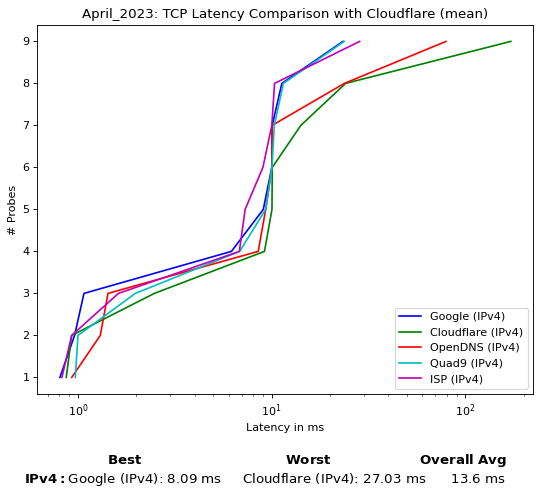 April_2023: TCP Latency Comparison with Cloudflare (mean)
# Probes
9
8
7
6
5
4
3
2
1
Google (IPv4)
Cloudflare (IPv4)
OpenDNS (IPv4)
Quad9 (IPv4)
ISP (IPv4)
10⁰ 10¹ 10²
Latency in ms
Best Worst Overall Avg
IPv4: Google (IPv4): 8.09 ms Cloudflare (IPv4): 27.03 ms 13.6 ms